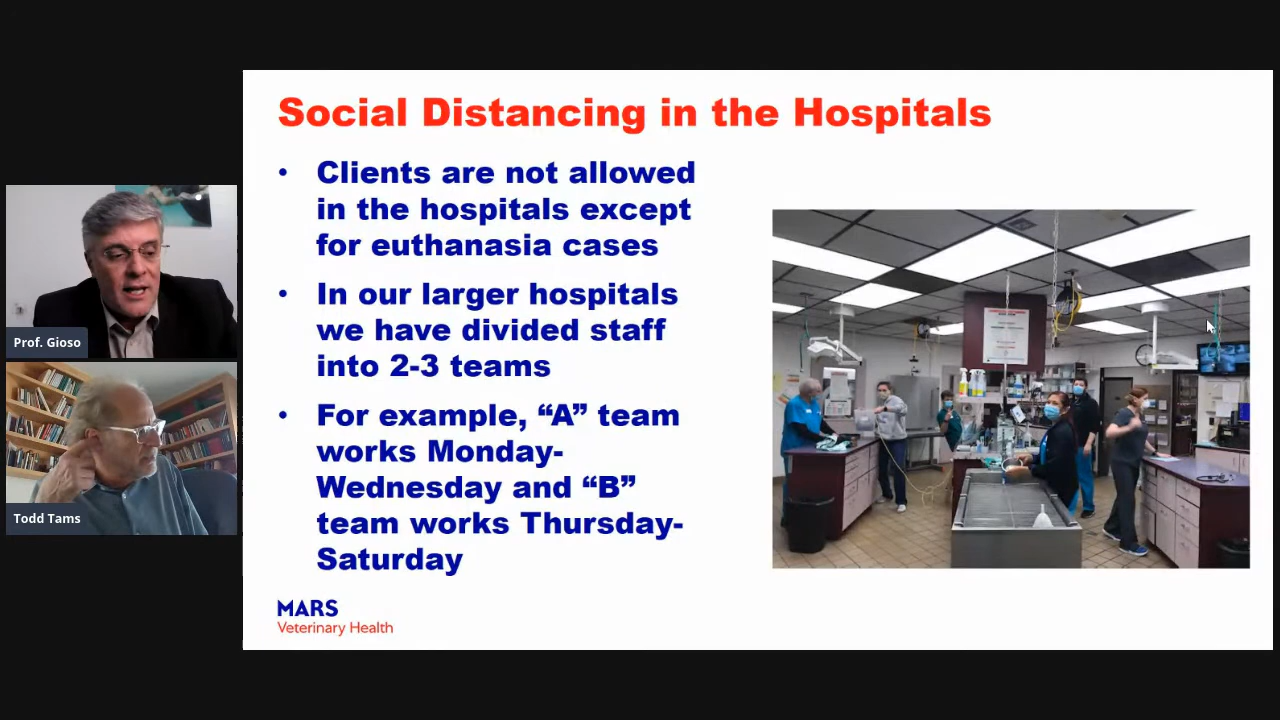 Social Distancing in the Hospitals
• Clients are not allowed
in the hospitals except
for euthanasia cases
• In our larger hospitals
we have divided staff
into 2-3 teams
• For example, “A” team
works Monday-
Wednesday and “B”
team works Thursday-
Saturday
MARS
Veterinary Health
Prof. Gioso
Todd Tams